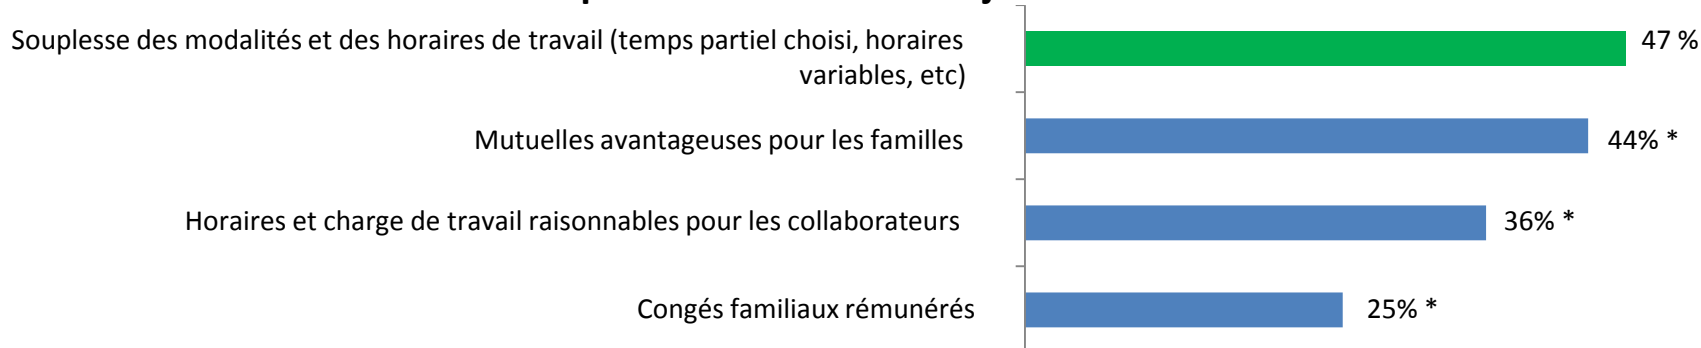 Souplesse des modalités et des horaires de travail (temps partiel choisi, horaires
variables, etc)
47 %
Mutuelles avantageuses pour les familles
44% *
Horaires et charge de travail raisonnables pour les collaborateurs
36% *
Congés familiaux rémunérés
25% *